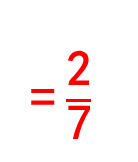 = 2/7